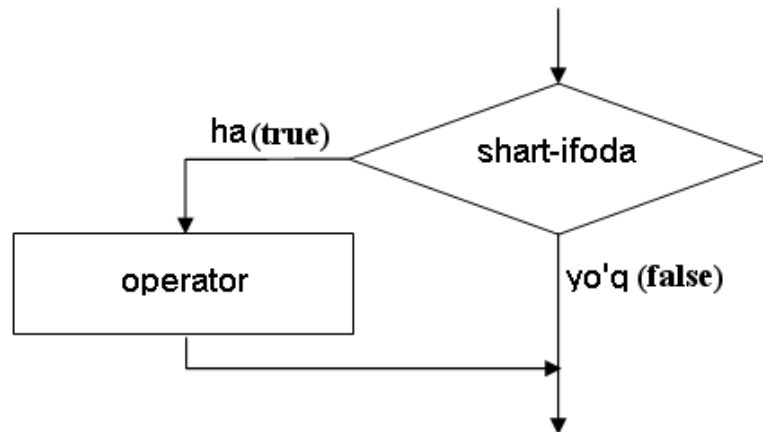 ha (true)
shart-ifoda
operator
yo'q (false)